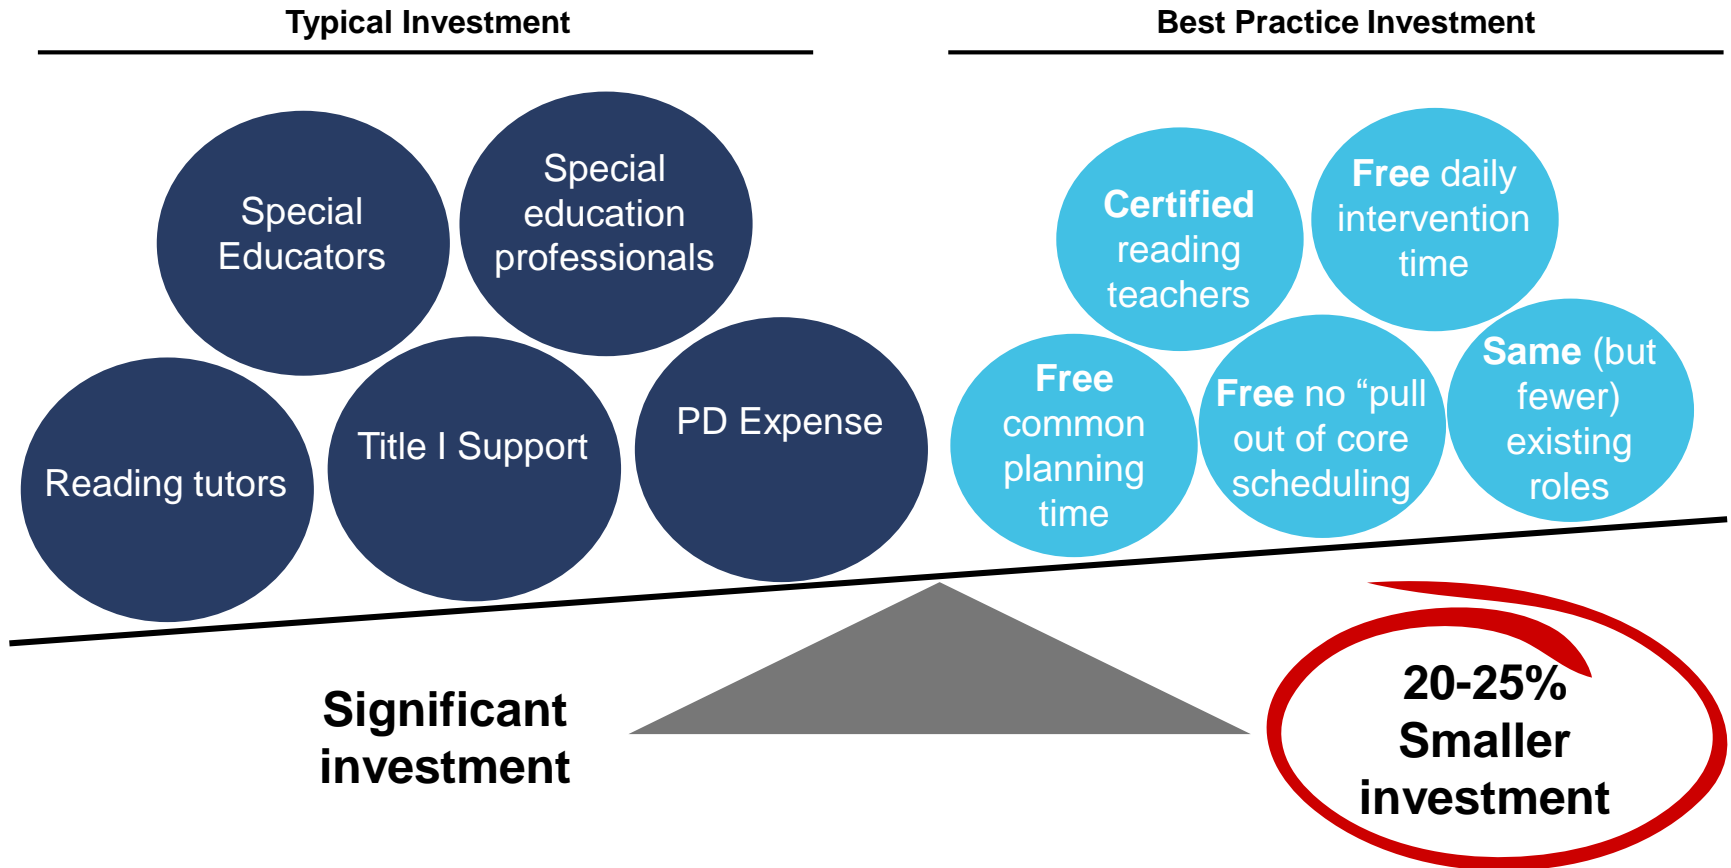 Typical Investment
Best Practice Investment
Special
Educators
Special
education
professionals
Reading tutors
Title I Support
PD Expense
Certified
reading
teachers
Free daily
intervention
time
Free
common
planning
time
Free no “pull
out of core
scheduling
Same (but
fewer)
existing
roles
Significant
investment
20-25%
Smaller
investment